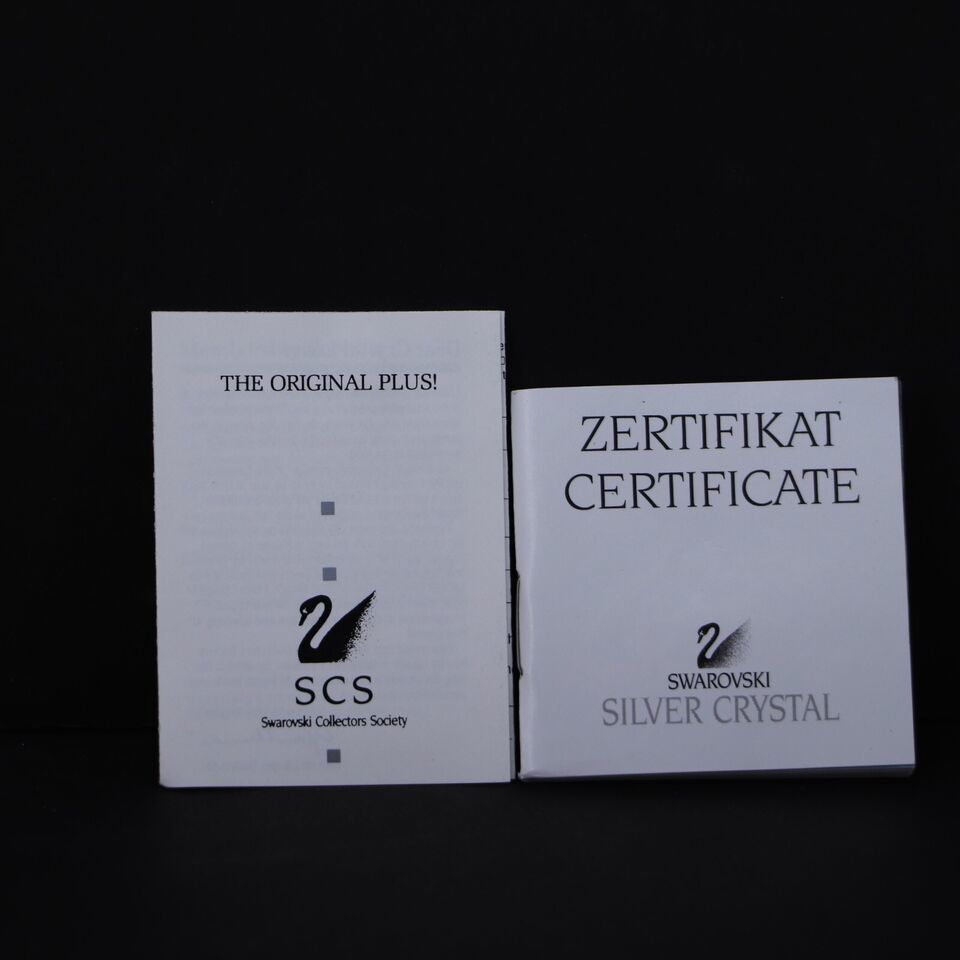 THE ORIGINAL PLUS!
SCS
Swarovski Collectors Society
ZERTIFIKAT
CERTIFICATE
SWAROVSKI
SILVER CRYSTAL